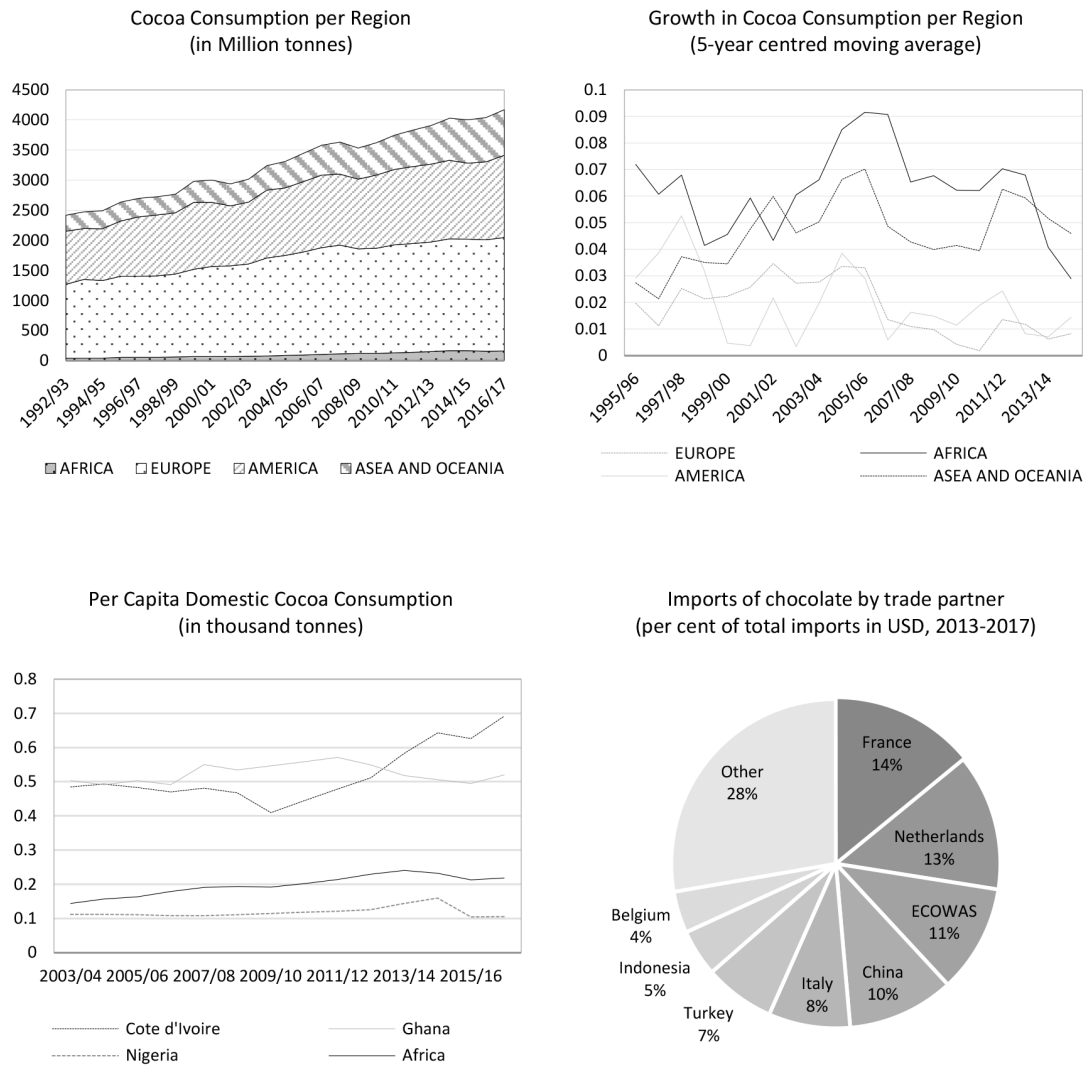 Cocoa Consumption per Region
(in Million tonnes)
4500
4000
3500
3000
2500
2000
1500
1000
500
0
1992/93
1994/95
1996/97
1998/99
2000/01
2002/03
2004/05
2006/07
2008/09
2010/11
2012/13
2014/15
2016/17
AFRICA EUROPE AMERICA ASEA AND OCEANIA
Growth in Cocoa Consumption per Region
(5-year centred moving average)
0.1
0.09
0.08
0.07
0.06
0.05
0.04
0.03
0.02
0.01
0
1995/96
1997/98
1999/00
2001/02
2003/04
2005/06
2007/08
2009/10
2011/12
2013/14
EUROPE AFRICA
AMERICA ASEA AND OCEANIA
Per Capita Domestic Cocoa Consumption
(in thousand tonnes)
0.8
0.7
0.6
0.5
0.4
0.3
0.2
0.1
0
2003/04 2005/06 2007/08 2009/10 2011/12 2013/14 2015/16
Cote d'Ivoire Ghana
Nigeria Africa
Imports of chocolate by trade partner
(per cent of total imports in USD, 2013-2017)
France
14%
Netherlands
13%
ECOWAS
11%
China
10%
Italy
8%
Turkey
7%
Indonesia
5%
Belgium
4%
Other
28%